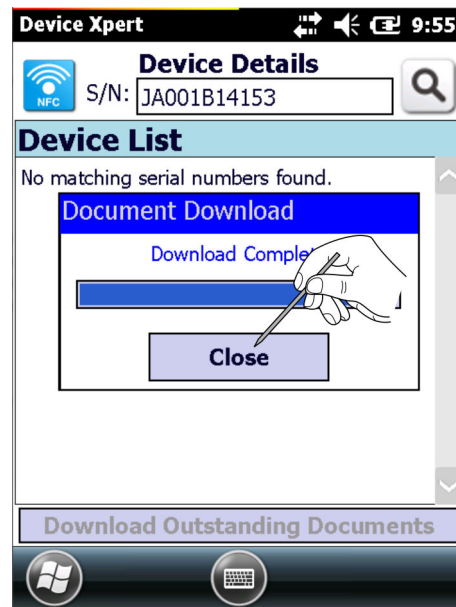 Device Xpert 9:55
Device Details
NFC
S/N: JA001B14153
Device List
No matching serial numbers found.
Document Download
Download
Close
Download Outstanding Documents